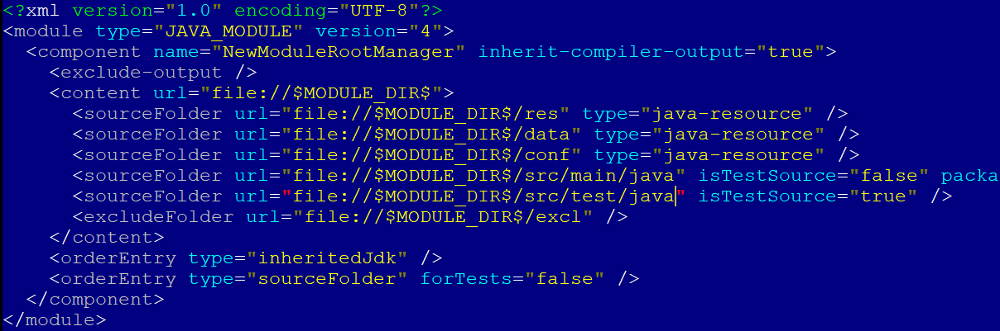 <?xml version="1.0" encoding="UTF-8"?>
<module type="JAVA_MODULE" version="4">
  <component name="NewModuleRootManager" inherit-compiler-output="true">
    <exclude-output />
    <content url="file://$MODULE_DIR$">
      <sourceFolder url="file://$MODULE_DIR$/res" type="java-resource" />
      <sourceFolder url="file://$MODULE_DIR$/data" type="java-resource" />
      <sourceFolder url="file://$MODULE_DIR$/conf" type="java-resource" />
      <sourceFolder url="file://$MODULE_DIR$/src/main/java" isTestSource="false" packa
      <sourceFolder url="file://$MODULE_DIR$/src/test/java" isTestSource="true" />
      <excludeFolder url="file://$MODULE_DIR$/excl" />
    </content>
    <orderEntry type="inheritedJdk" />
    <orderEntry type="sourceFolder" forTests="false" />
  </component>
</module>